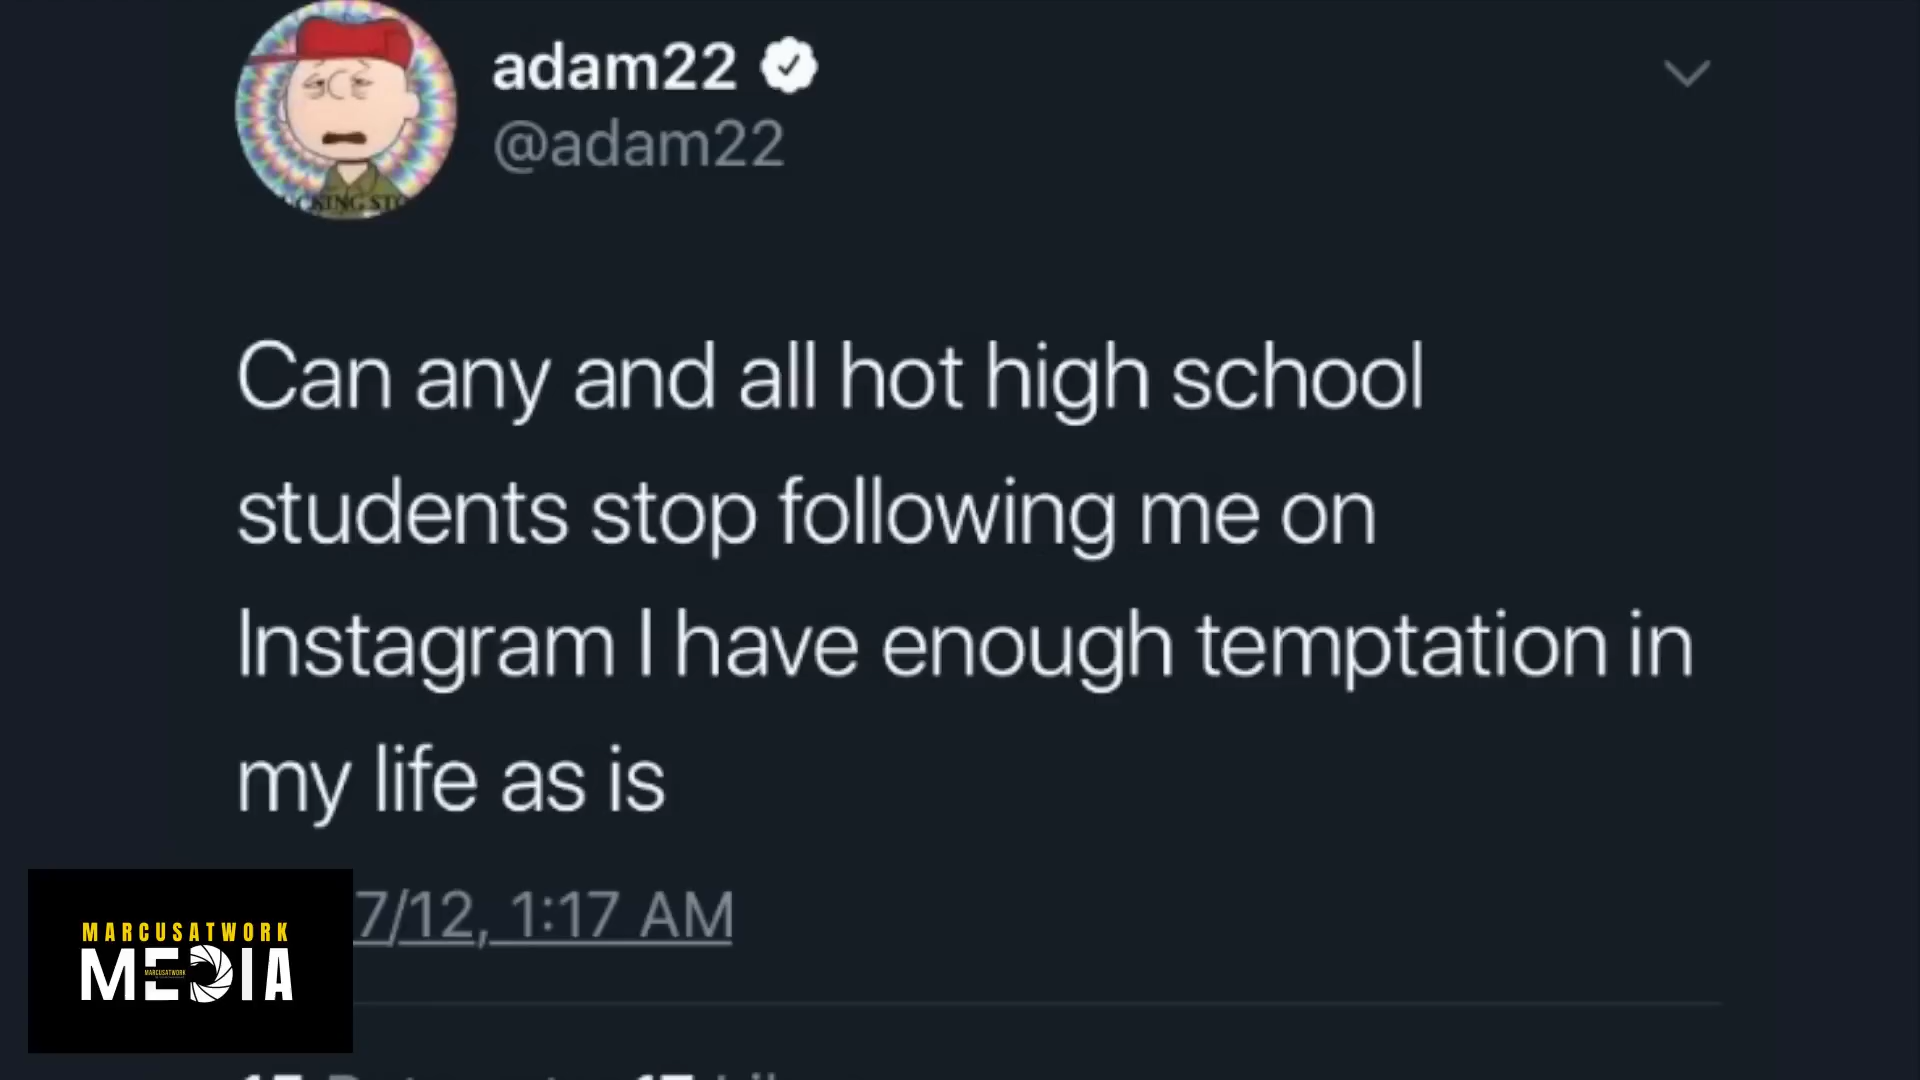 adam22
@adam22
Can any and all hot high school
students stop following me on
Instagram I have enough temptation in
my life as is
7/12, 1:17 AM
MARCUSATWORK
MEDIA
MARCUSATWORK